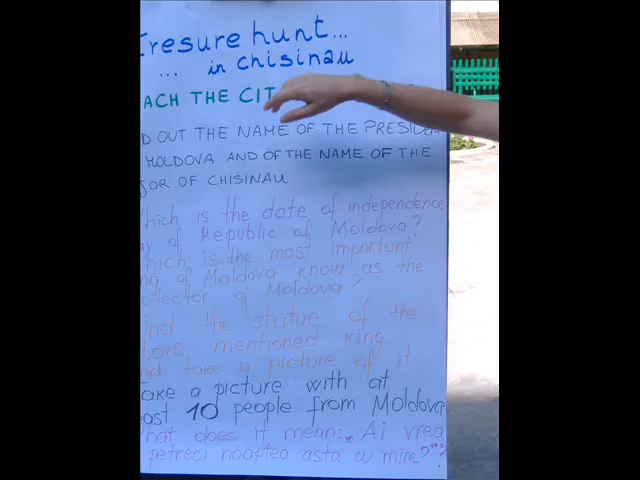 Tresure hunt...
... in chisinau
ACH THE CIT
D OUT THE NAME OF THE PRESIDE
MOLDOVA AND OF THE NAME OF THE
JOR OF CHISINAU
hich is the date of independence
ay of Republic of Moldova?
hich is the most important
ng of Moldova know as the
otector of Moldova?
ind the statue of the
bove mentioned king
nd take a picture of it
Take a picture with at
east 10 people from Moldova
hat does it mean: „Ai vrea
petreci noaptea asta cu mine?"?